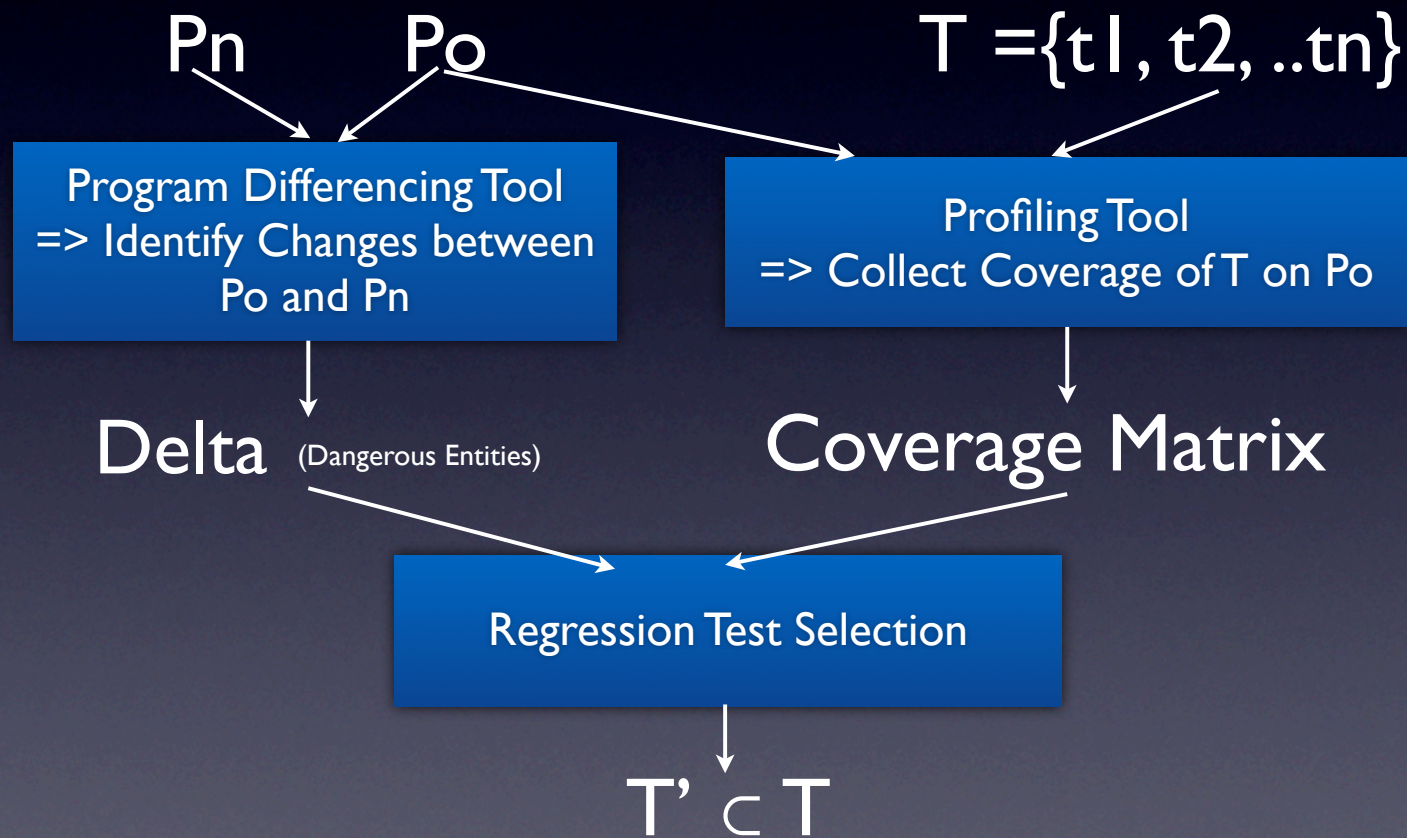 Pn Po T ={t1, t2, ..tn}
Program Differencing Tool
=> Identify Changes between
Po and Pn
Profiling Tool
=> Collect Coverage of T on Po
Delta (Dangerous Entities)
Coverage Matrix
Regression Test Selection
T’ ⊂ T